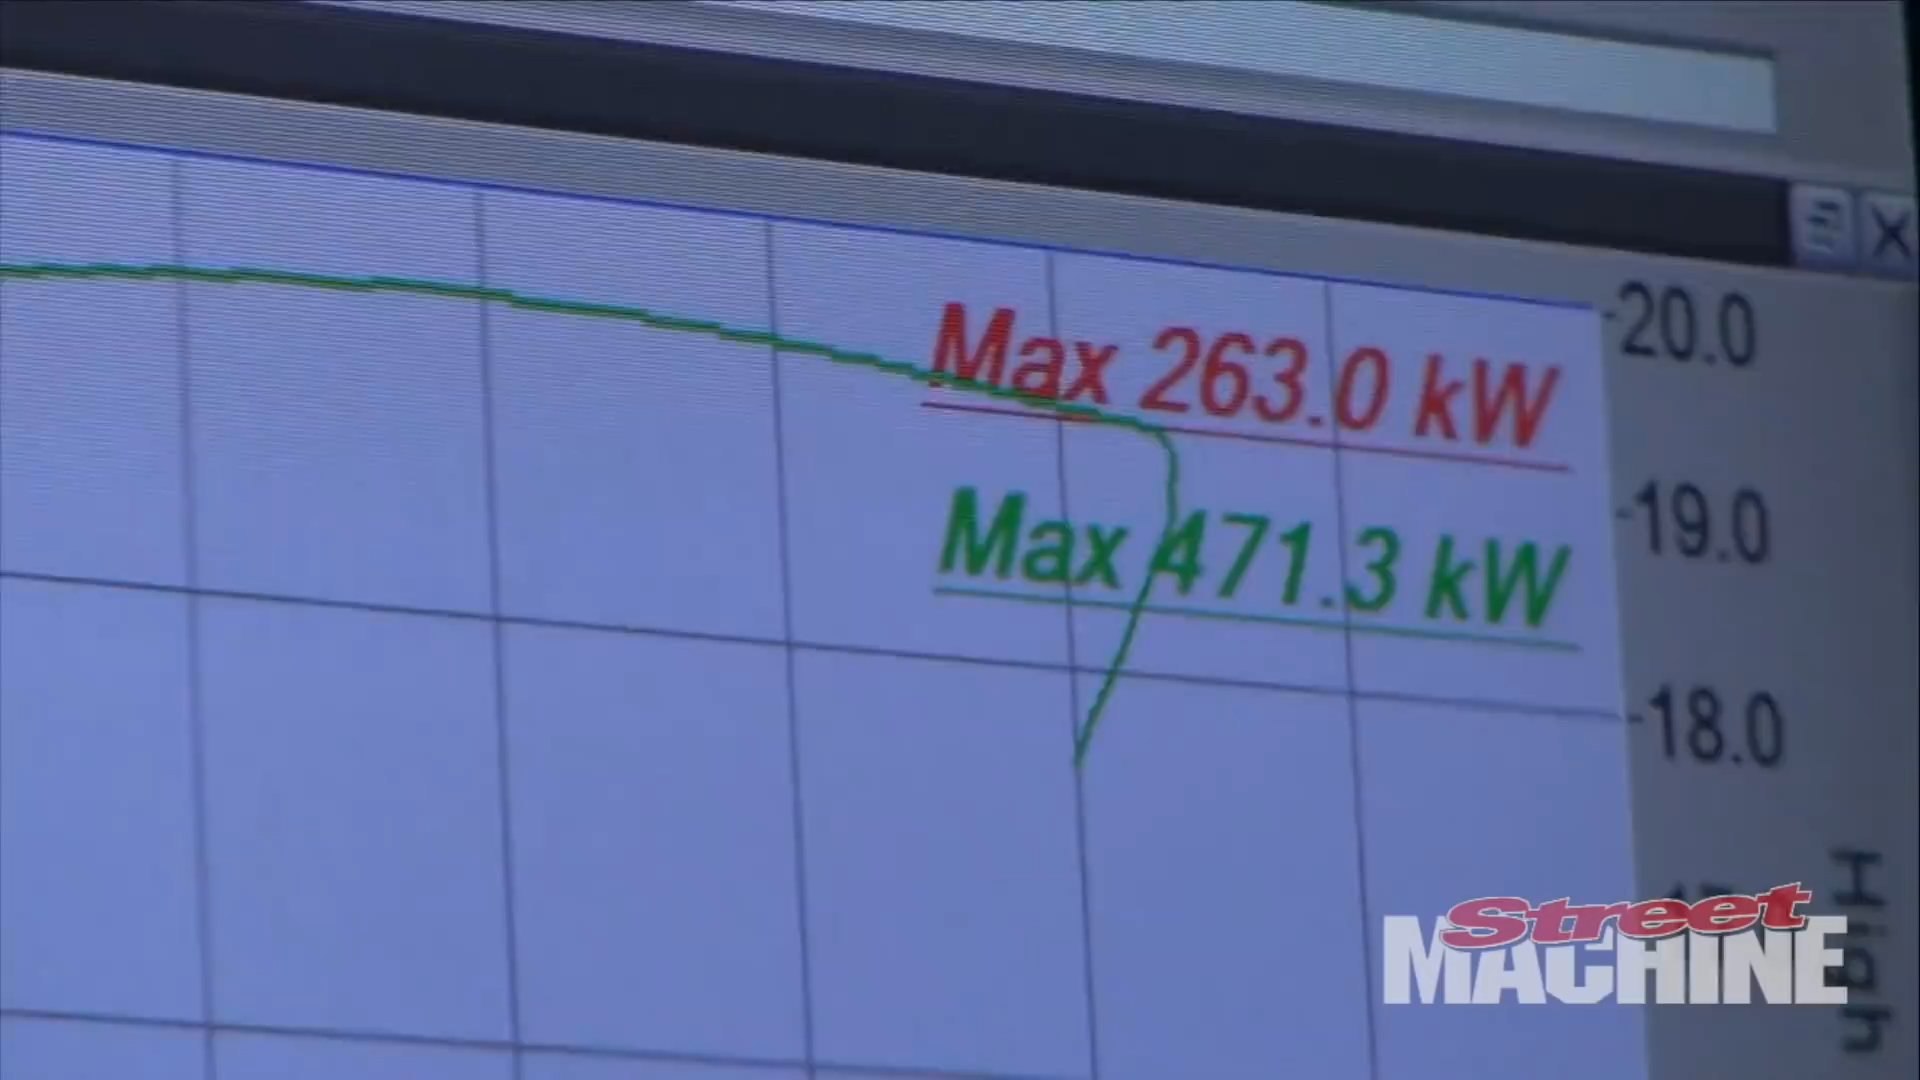 Max 263.0 kW
Max 471.3 kW
20.0
19.0
18.0
Street
MACHINE